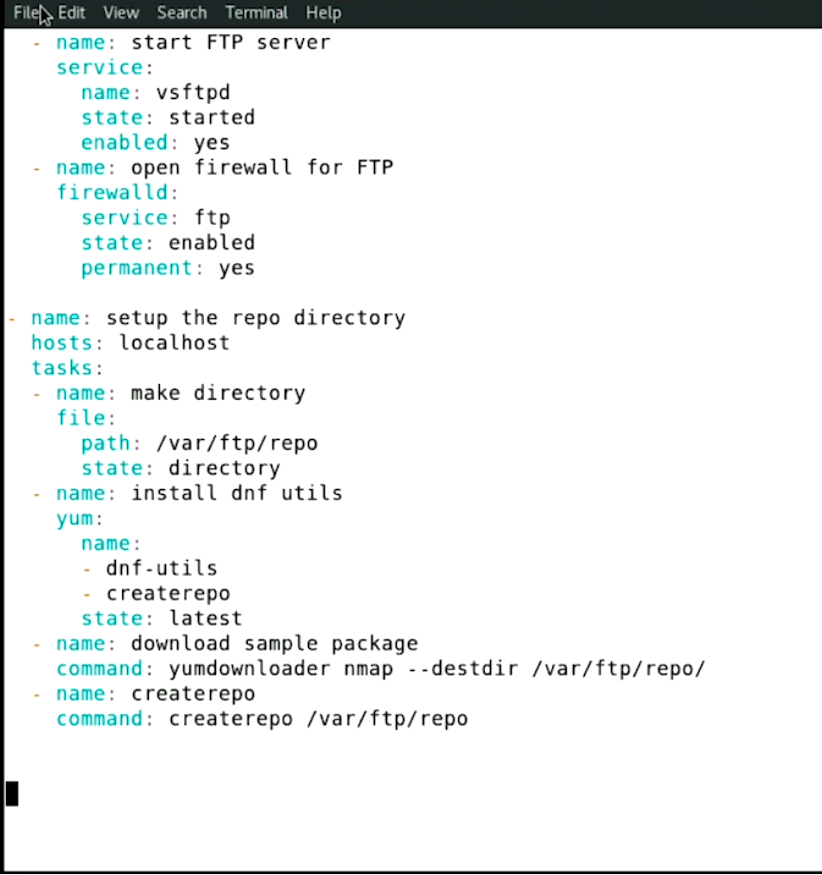 File Edit View Search Terminal Help
  - name: start FTP server
    service:
      name: vsftpd
      state: started
      enabled: yes
  - name: open firewall for FTP
    firewalld:
      service: ftp
      state: enabled
      permanent: yes

- name: setup the repo directory
  hosts: localhost
  tasks:
  - name: make directory
    file:
      path: /var/ftp/repo
      state: directory
  - name: install dnf utils
    yum:
      name:
      - dnf-utils
      - createrepo
      state: latest
  - name: download sample package
    command: yumdownloader nmap --destdir /var/ftp/repo/
  - name: createrepo
    command: createrepo /var/ftp/repo